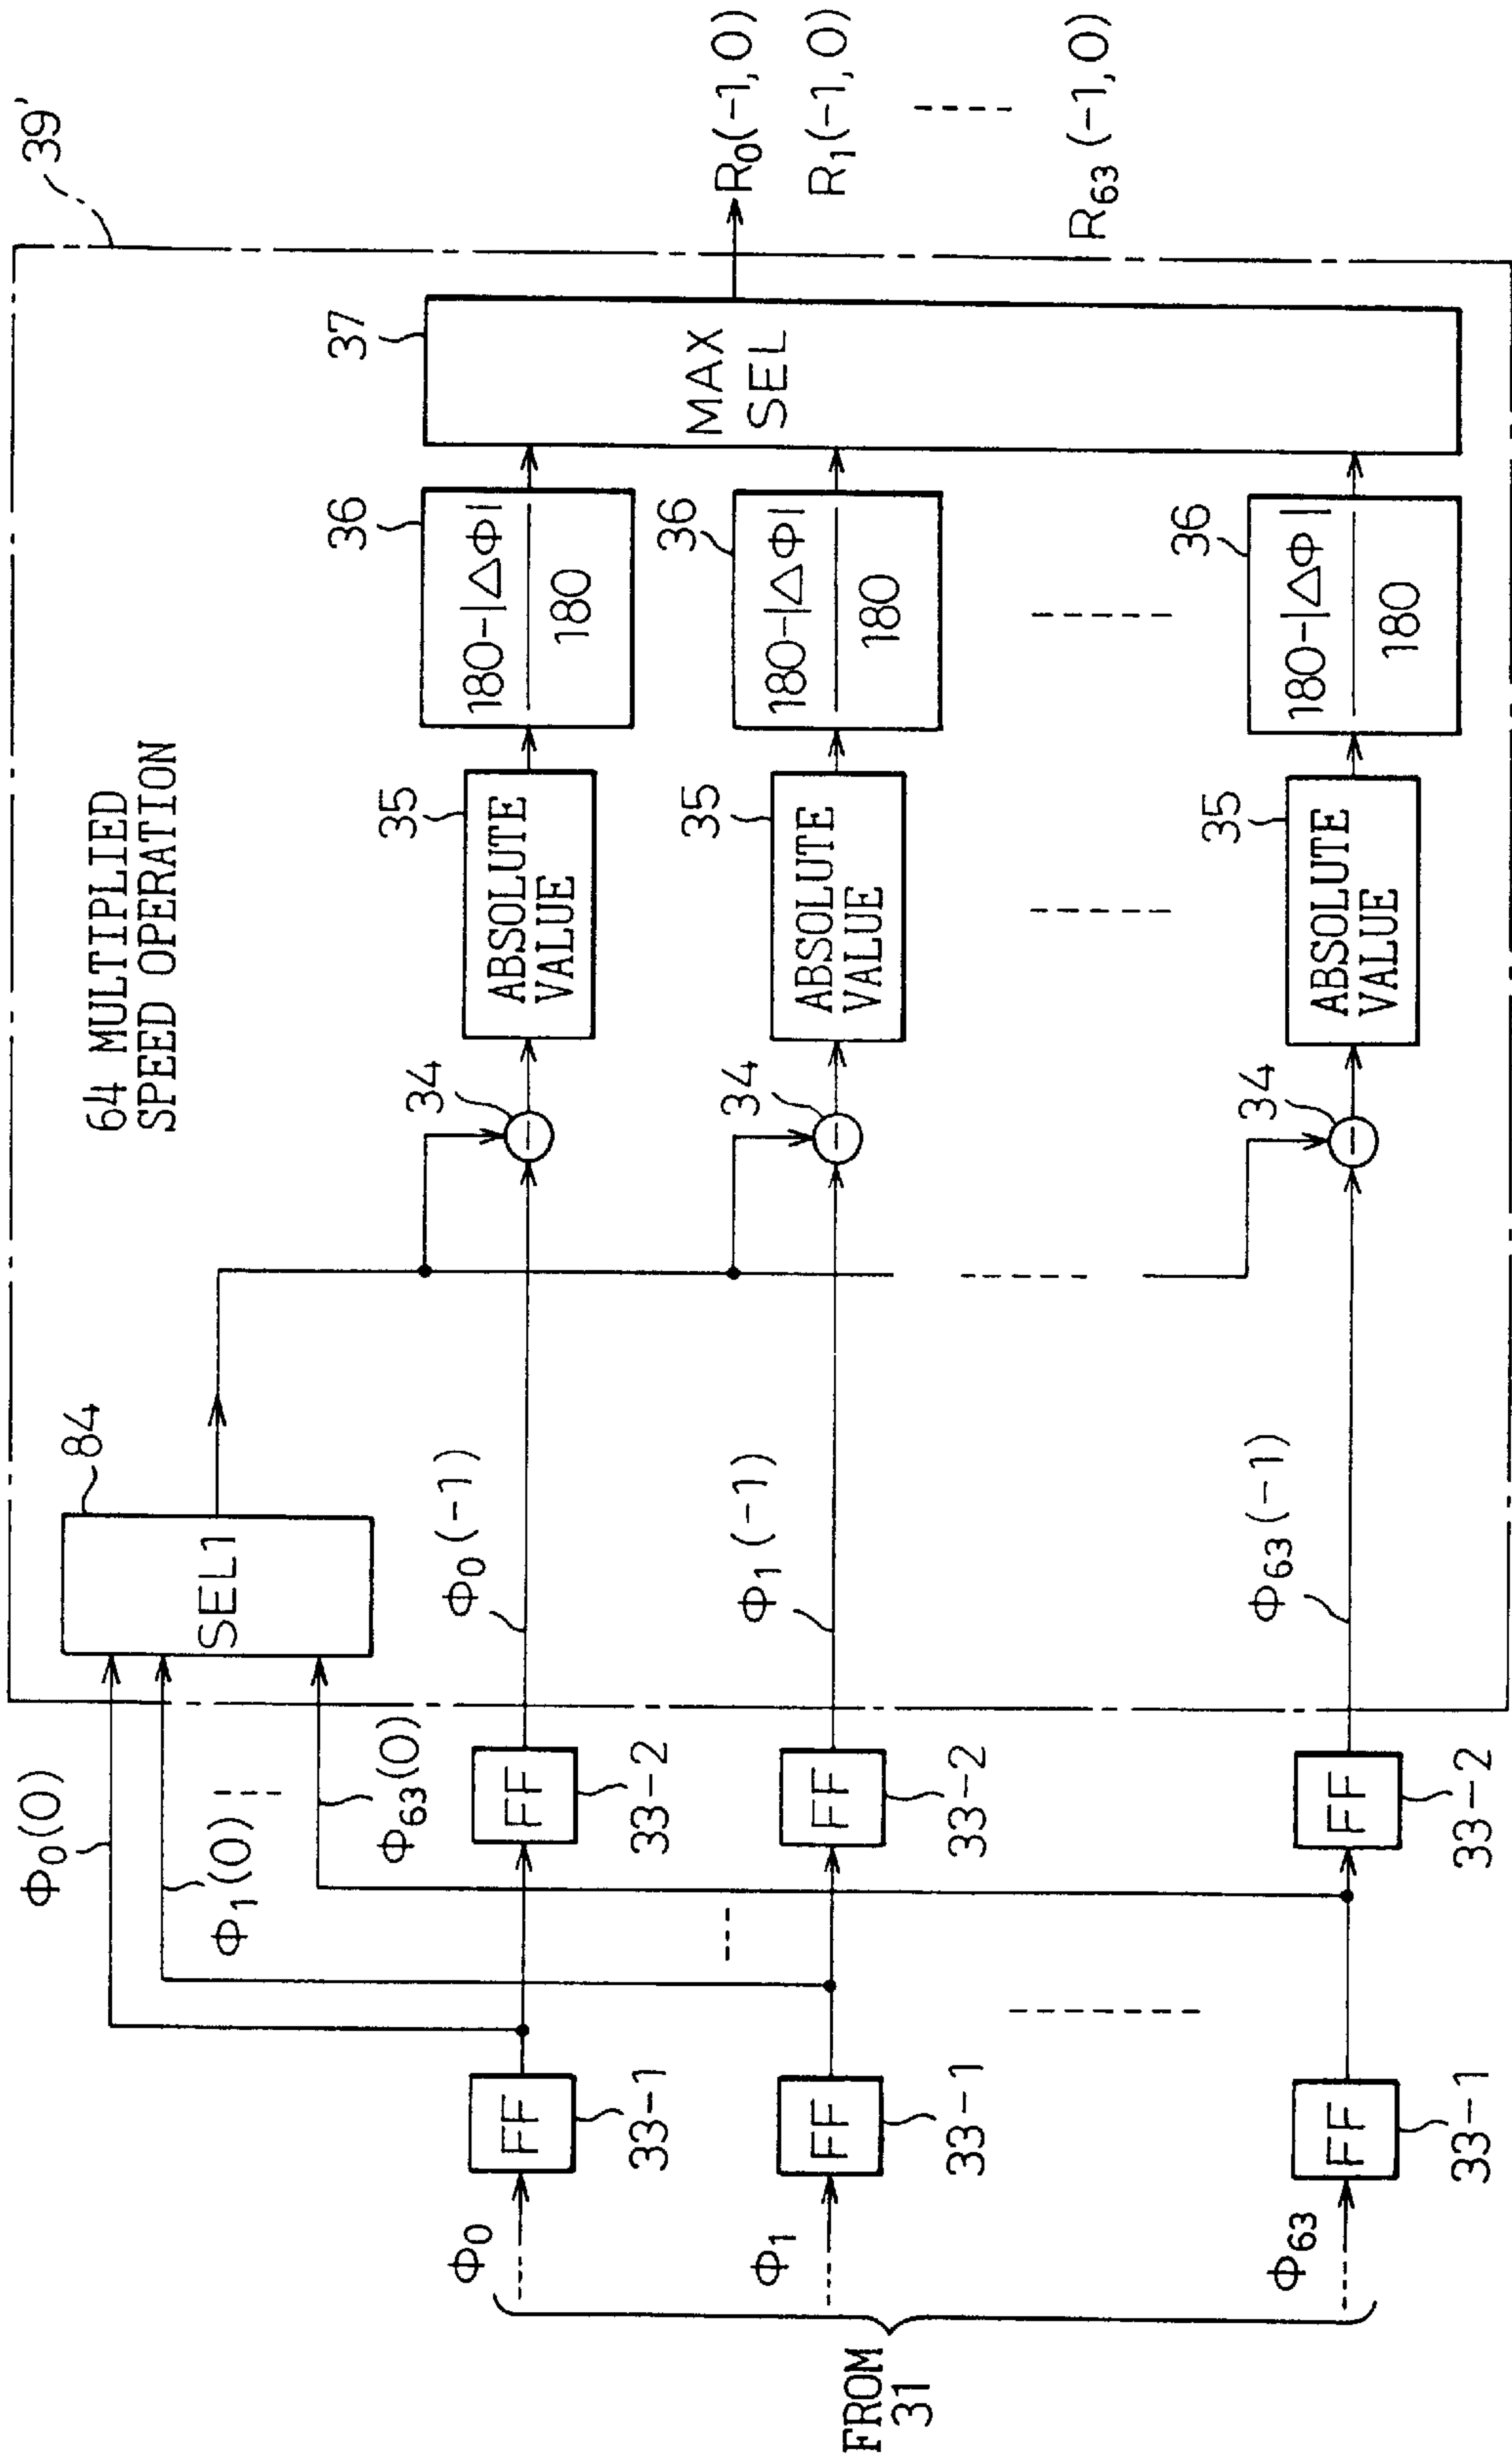 39'
64 MULTIPLIED
SPEED OPERATION
84
SEL1
Φ0(0)
Φ1(0)
Φ63(0)
FROM
31
Φ0
FF
33-1
FF
33-2
Φ0(-1)
34
35
ABSOLUTE
VALUE
36
180-|ΔΦ|
180
37
MAX
SEL
R0(-1,0)
R1(-1,0)
R63(-1,0)
Φ1
FF
33-1
FF
33-2
Φ1(-1)
34
35
ABSOLUTE
VALUE
36
180-|ΔΦ|
180
Φ63
FF
33-1
FF
33-2
Φ63(-1)
34
35
ABSOLUTE
VALUE
36
180-|ΔΦ|
180